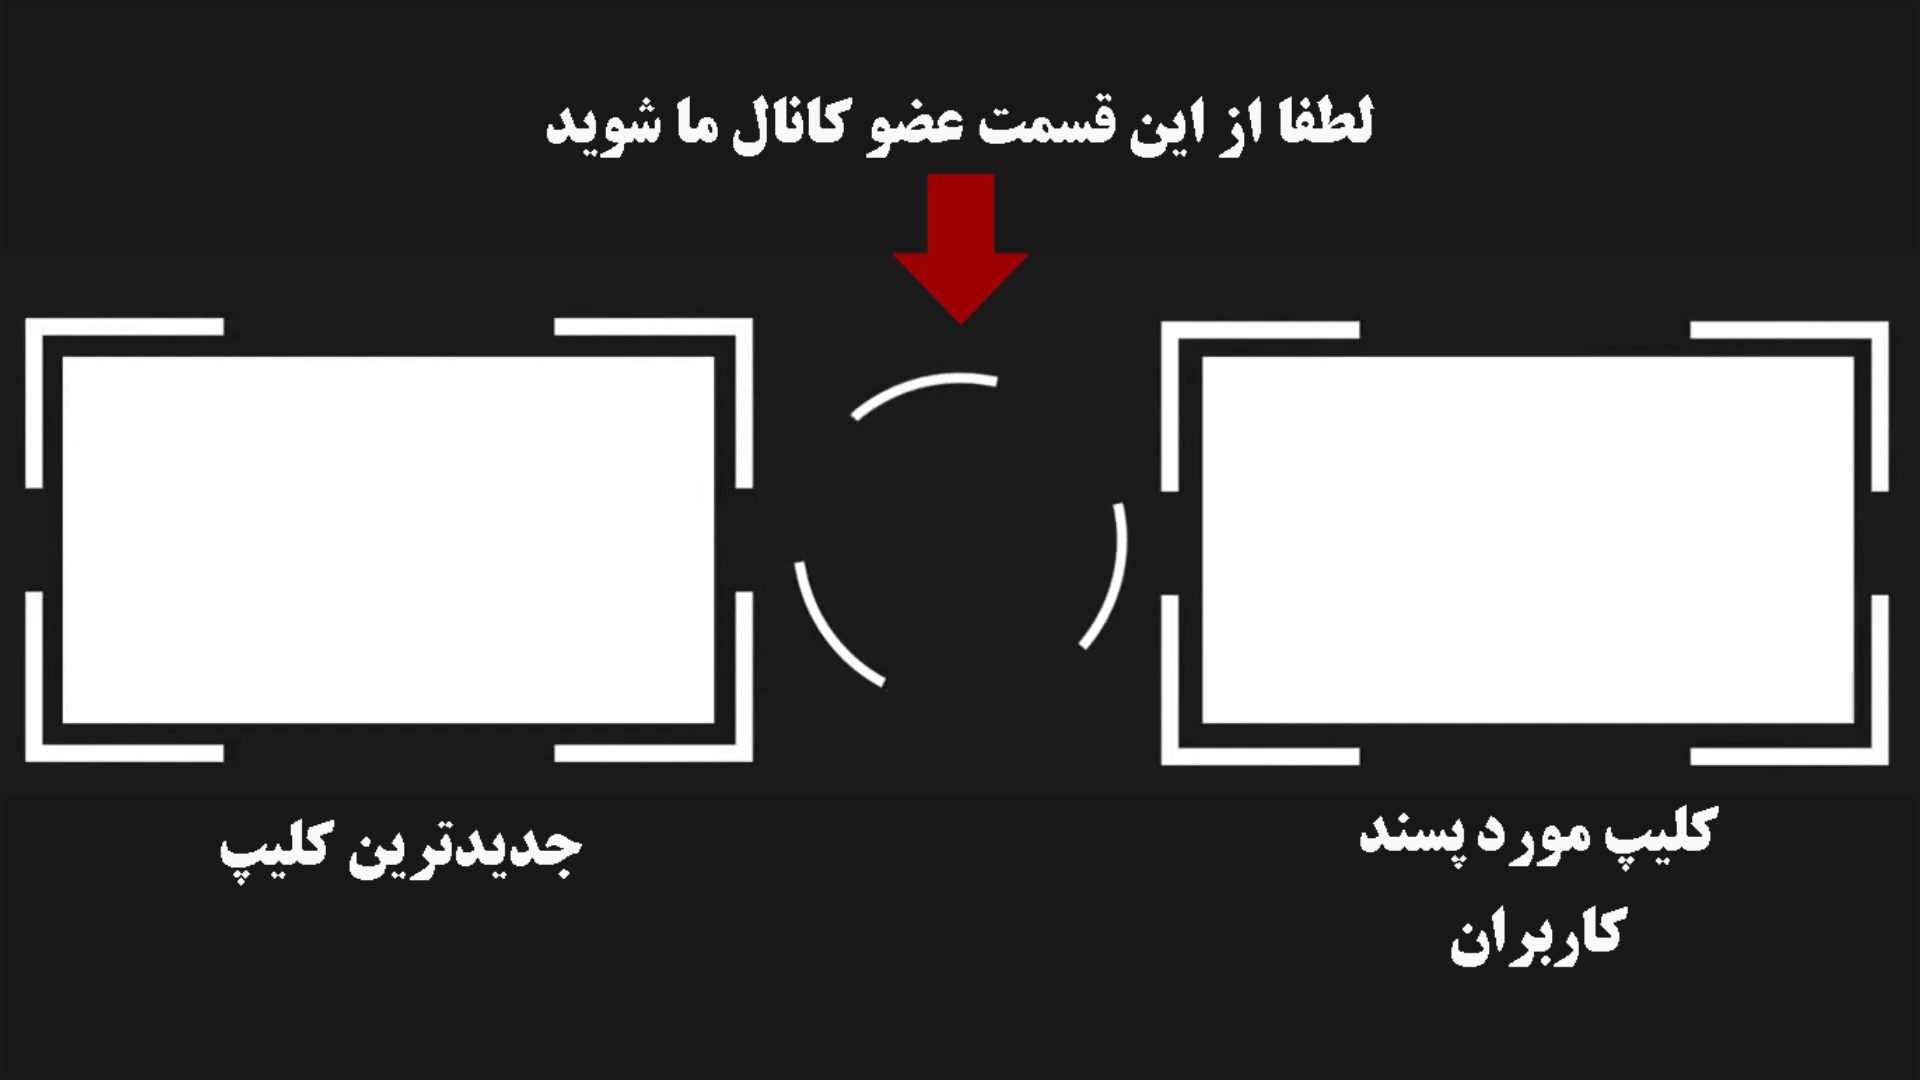 لطفا از این قسمت عضو کانال ما شوید
کلیپ مورد پسند
کاربران
جدیدترین کلیپ